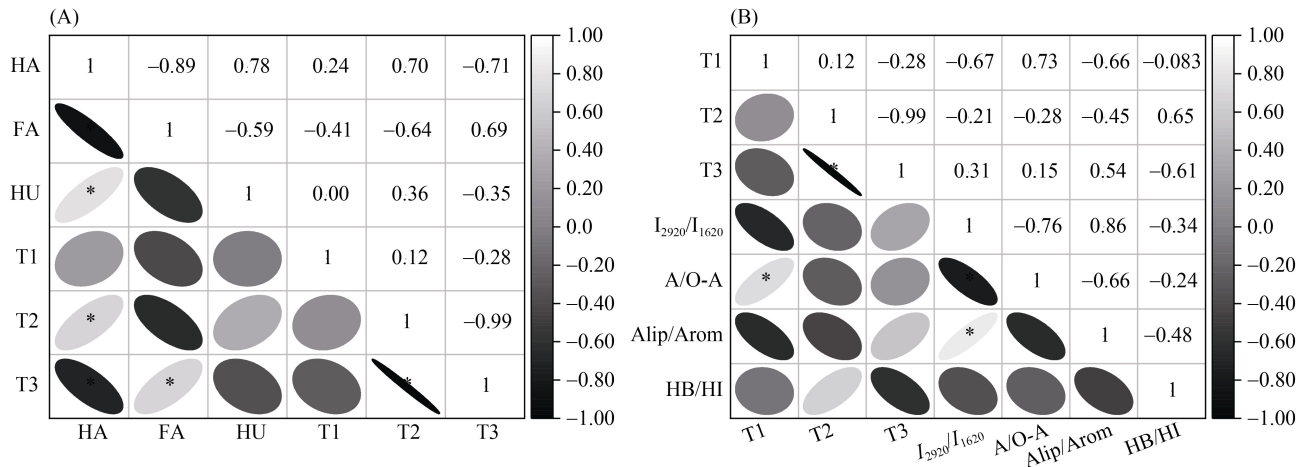 (A)
HA 1 −0.89 0.78 0.24 0.70 −0.71
FA * 1 −0.59 −0.41 −0.64 0.69
HU * 1 0.00 0.36 −0.35
T1 1 0.12 −0.28
T2 * 1 −0.99
T3 * * * 1
HA FA HU T1 T2 T3
1.00
0.80
0.60
0.40
0.20
0.0
−0.20
−0.40
−0.60
−0.80
−1.00
(B)
T1 1 0.12 −0.28 −0.67 0.73 −0.66 −0.083
T2 1 −0.99 −0.21 −0.28 −0.45 0.65
T3 * 1 0.31 0.15 0.54 −0.61
I2920/I1620 1 −0.76 0.86 −0.34
A/O-A * * 1 −0.66 −0.24
Alip/Arom * 1 −0.48
HB/HI 1
T1 T2 T3 I2920/I1620 A/O-A Alip/Arom HB/HI
1.00
0.80
0.60
0.40
0.20
0.0
−0.20
−0.40
−0.60
−0.80
−1.00